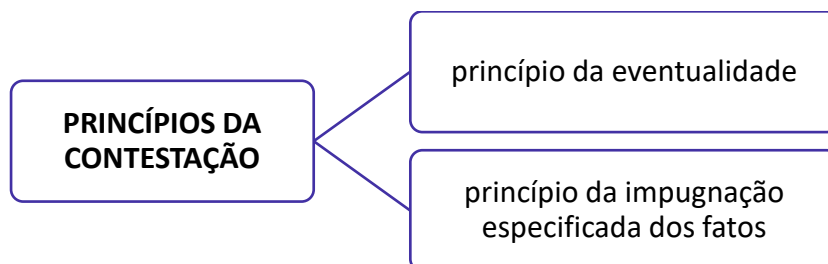 PRINCÍPIOS DA
CONTESTAÇÃO
princípio da eventualidade
princípio da impugnação
especificada dos fatos